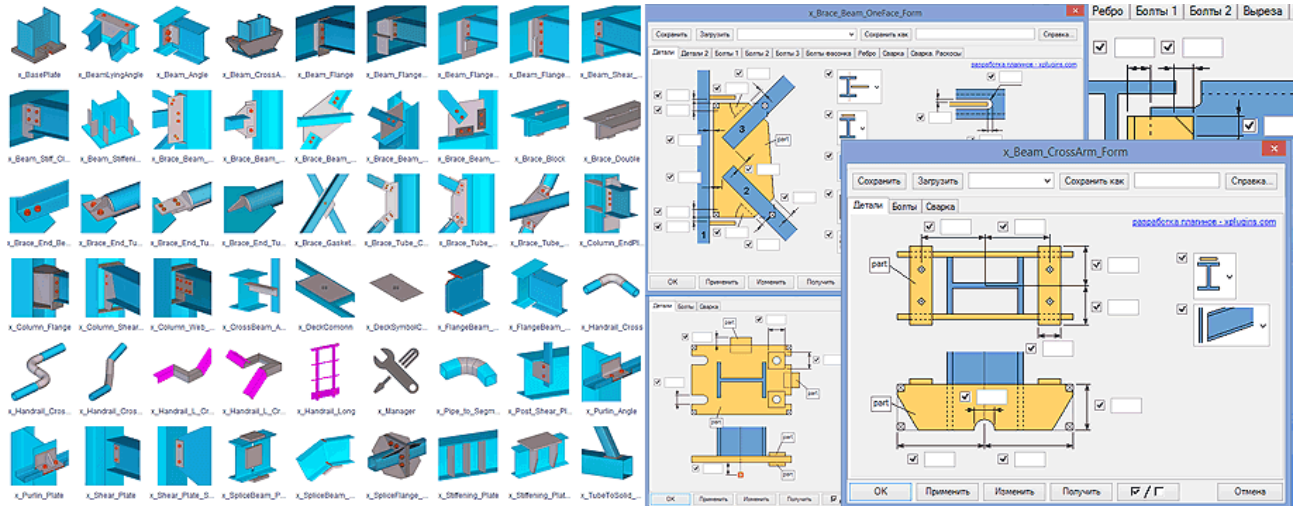 x_BasePlate
x_BeamLyingAngle
x_Beam_Angle
x_Beam_CrossA...
x_Beam_Flange
x_Beam_Flange...
x_Beam_Flange...
x_Beam_Flange...
x_Beam_Shear_...
x_Beam_Stiff_Cl...
x_Beam_Stiffeni...
x_Brace_Beam_...
x_Brace_Beam_...
x_Brace_Beam_...
x_Brace_Beam_...
x_Brace_Beam_...
x_Brace_Block
x_Brace_Double
x_Brace_End_Be...
x_Brace_End_Tu...
x_Brace_End_Tu...
x_Brace_End_Tu...
x_Brace_Gasket...
x_Brace_Tube_C...
x_Brace_Tube_...
x_Brace_Tube_...
x_Column_EndPl...
x_Column_Flange
x_Column_Shear...
x_Column_Web_...
x_CrossBeam_A...
x_DeckComonn
x_DeckSymbolC...
x_FlangeBeam_...
x_FlangeBeam_...
x_Handrail_Cross
x_Handrail_Cros...
x_Handrail_Cros...
x_Handrail_L_Cr...
x_Handrail_L_Cr...
x_Handrail_Long
x_Manager
x_Pipe_to_Segm...
x_Post_Shear_Pl...
x_Purlin_Angle
x_Purlin_Plate
x_Shear_Plate
x_Shear_Plate_S...
x_SpliceBeam_P...
x_SpliceBeam_...
x_SpliceFlange_...
x_Stiffening_Plate
x_Stiffening_Plat...
x_TubeToSolid_...
x_Brace_Beam_OneFace_Form
Сохранить Загрузить Сохранить как Справка...
Детали Детали 2 Болты 1 Болты 2 Болты 3 Болты фасонка Ребро Сварка Сварка. Раскосы
разработка плагинов - xplugins.com
3
part
2
1
OK Применить Изменить Получить
Детали Болты Сварка
part
part
part
part
part
OK Применить Изменить Получить
Ребро Болты 1 Болты 2 Выреза
x_Beam_CrossArm_Form
Сохранить Загрузить Сохранить как Справка...
Детали Болты Сварка
разработка плагинов - xplugins.com
part
part
OK Применить Изменить Получить Отмена